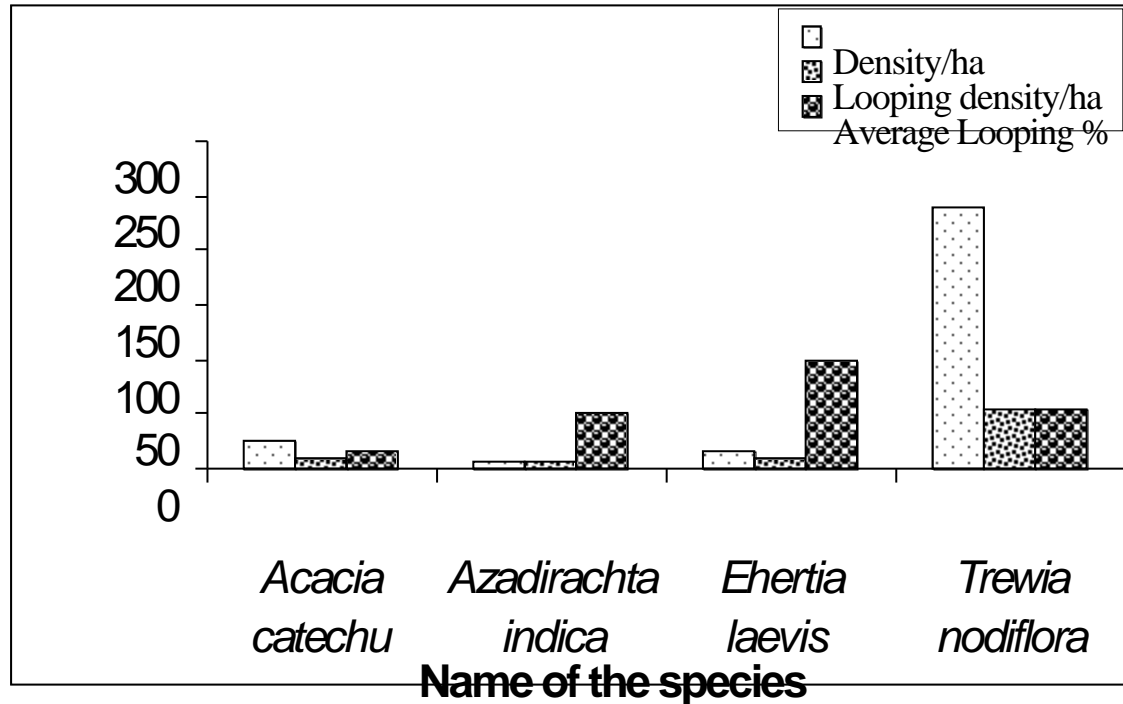 Density/ha
Looping density/ha
Average Looping %
300
250
200
150
100
50
0
Acacia catechu
Azadirachta indica
Ehertia laevis
Trewia nodiflora
Name of the species